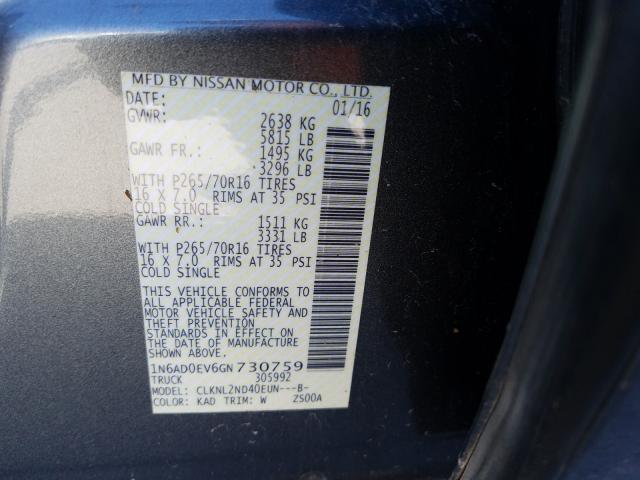 MFD BY NISSAN MOTOR CO., LTD.
DATE: 01/16
GVWR: 2638 KG
5815 LB
GAWR FR.: 1495 KG
3296 LB
WITH P265/70R16 TIRES
16 X 7.0 RIMS AT 35 PSI
COLD SINGLE
GAWR RR.: 1511 KG
3331 LB
WITH P265/70R16 TIRES
16 X 7.0 RIMS AT 35 PSI
COLD SINGLE
THIS VEHICLE CONFORMS TO
ALL APPLICABLE FEDERAL
MOTOR VEHICLE SAFETY AND
THEFT PREVENTION
STANDARDS IN EFFECT ON
THE DATE OF MANUFACTURE
SHOWN ABOVE.
1N6AD0EV6GN730759
TRUCK 305992
MODEL: CLKNL2ND40EUN---B-
COLOR: KAD TRIM: W ZS00A